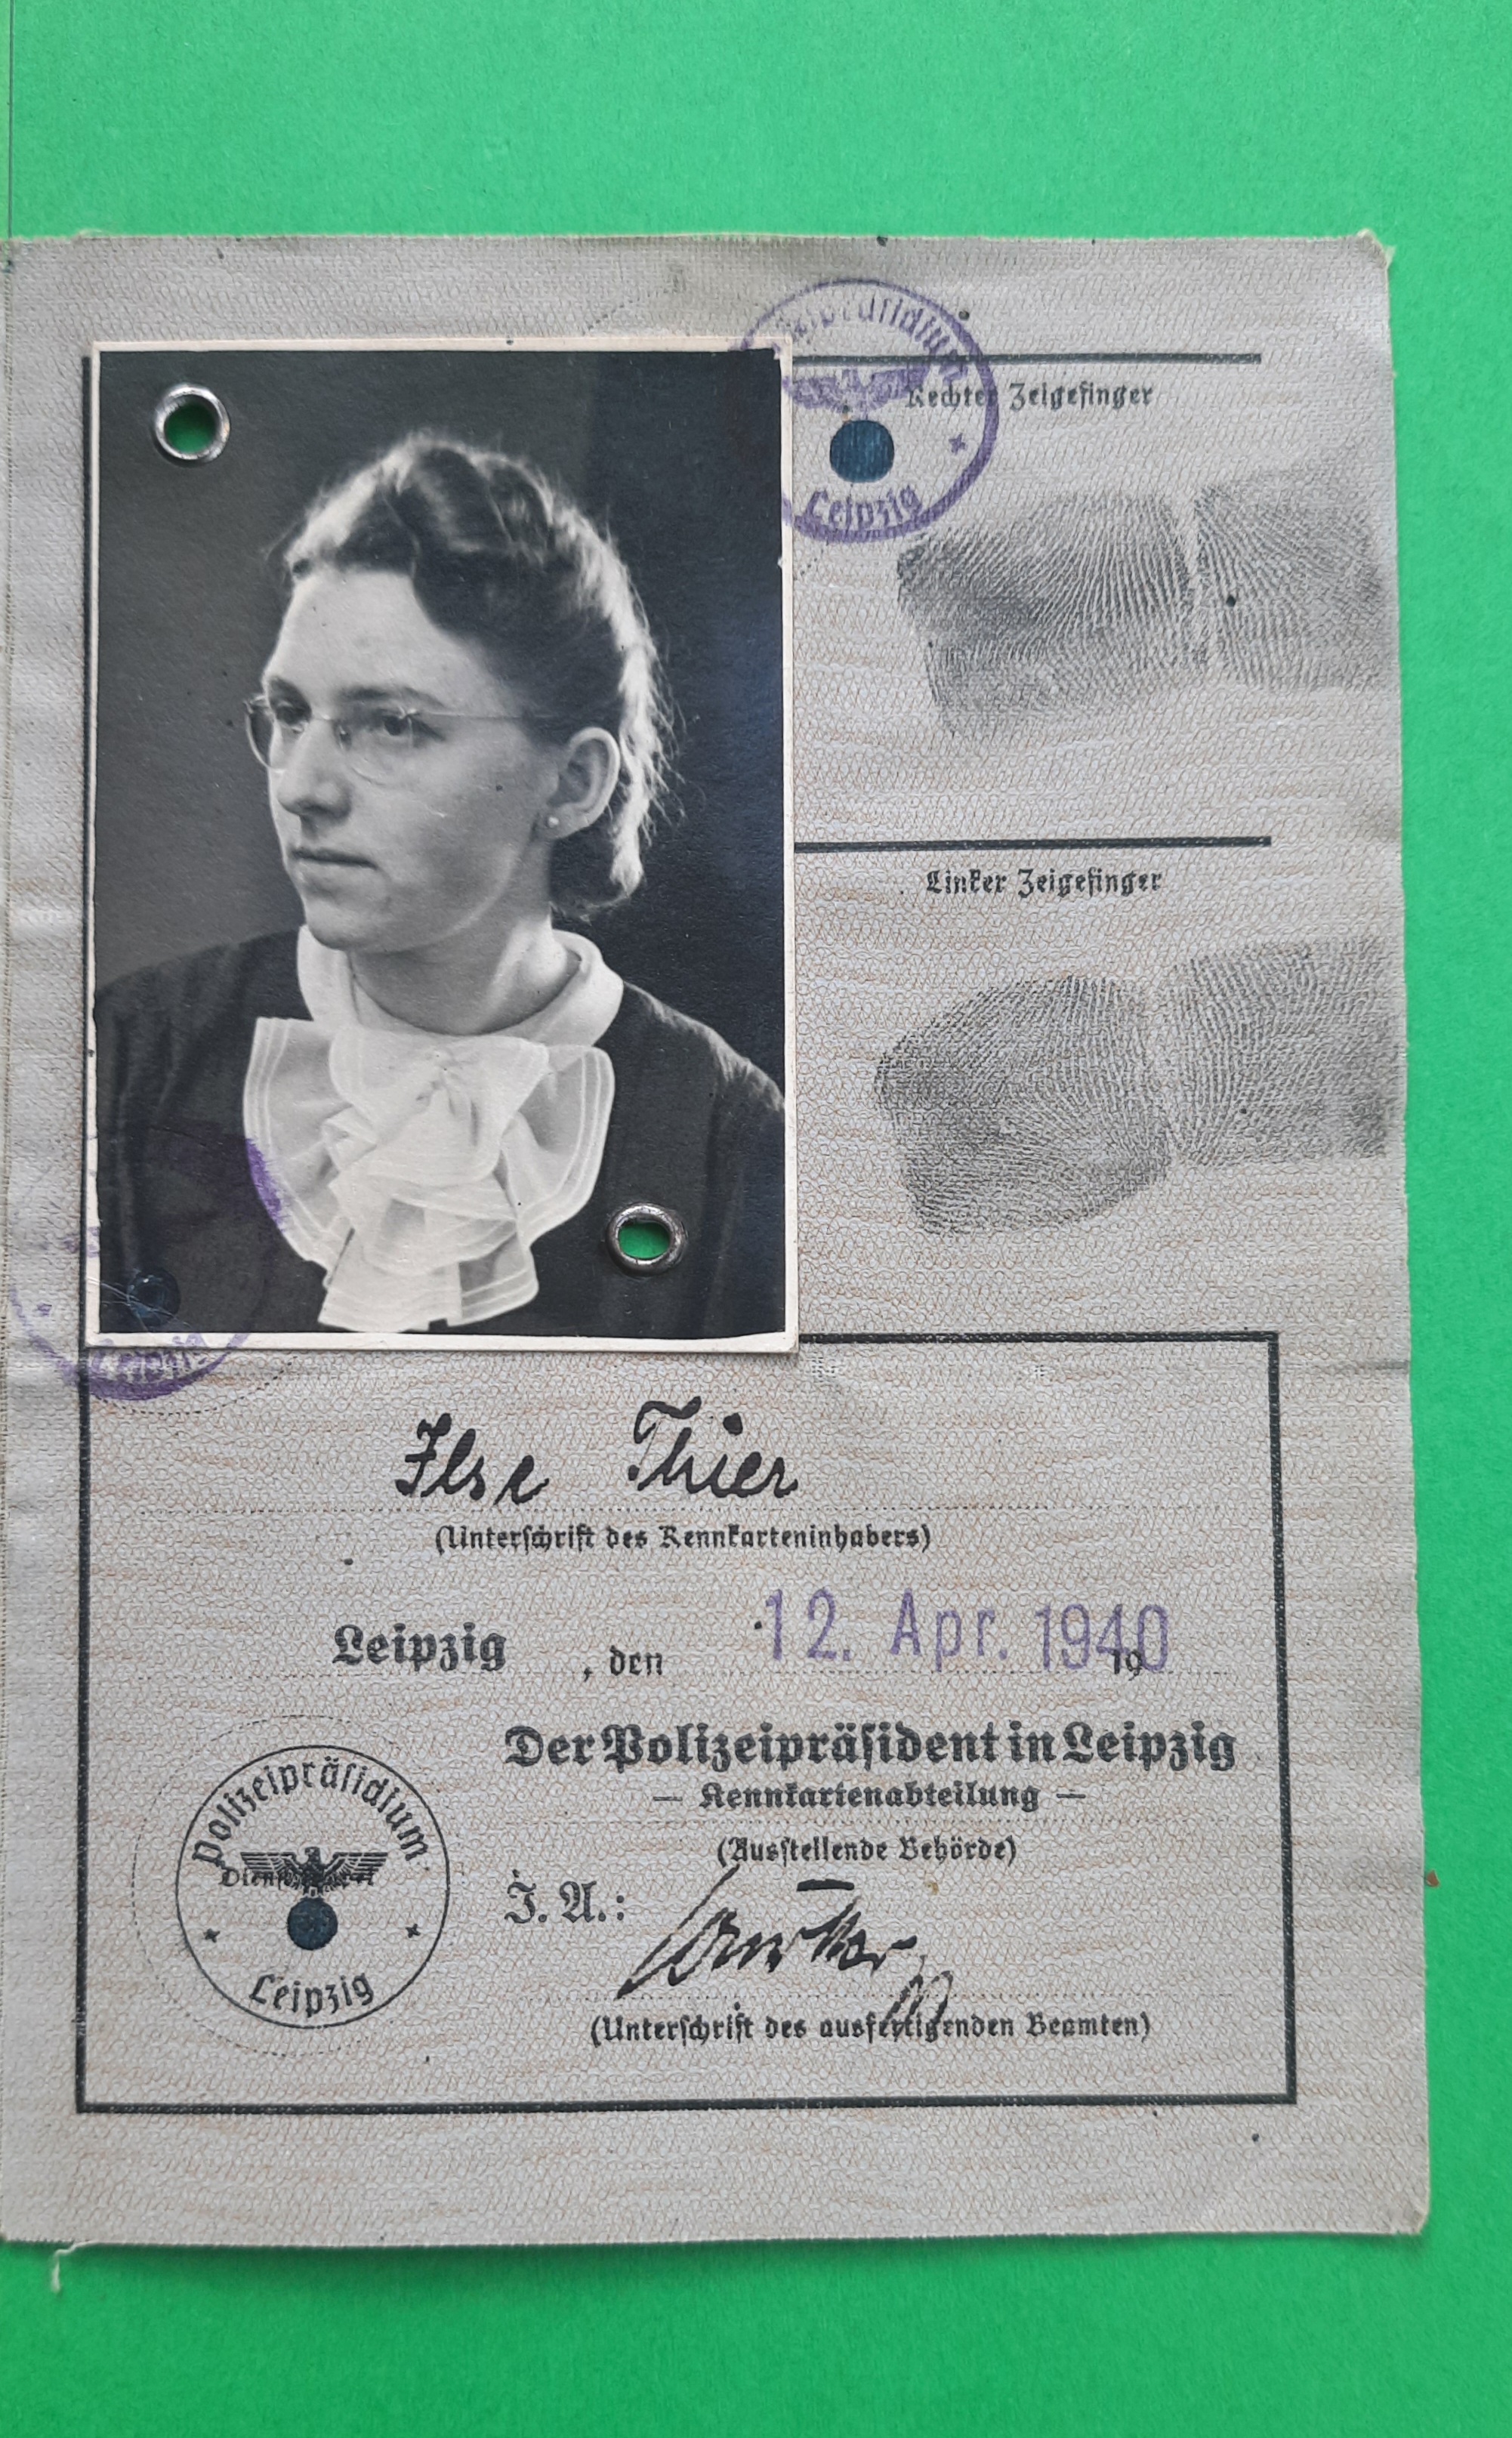 Polizeipräsidium
Leipzig
Rechter Zeigefinger
Linker Zeigefinger
Ilse Thier
(Unterschrift des Kennkarteninhabers)
Leipzig, den 12. Apr. 1940 19
Der Polizeipräsident in Leipzig
— Kennkartenabteilung —
(Ausstellende Behörde)
Polizeipräsidium
Leipzig
I. A.:
(Unterschrift des ausfertigenden Beamten)